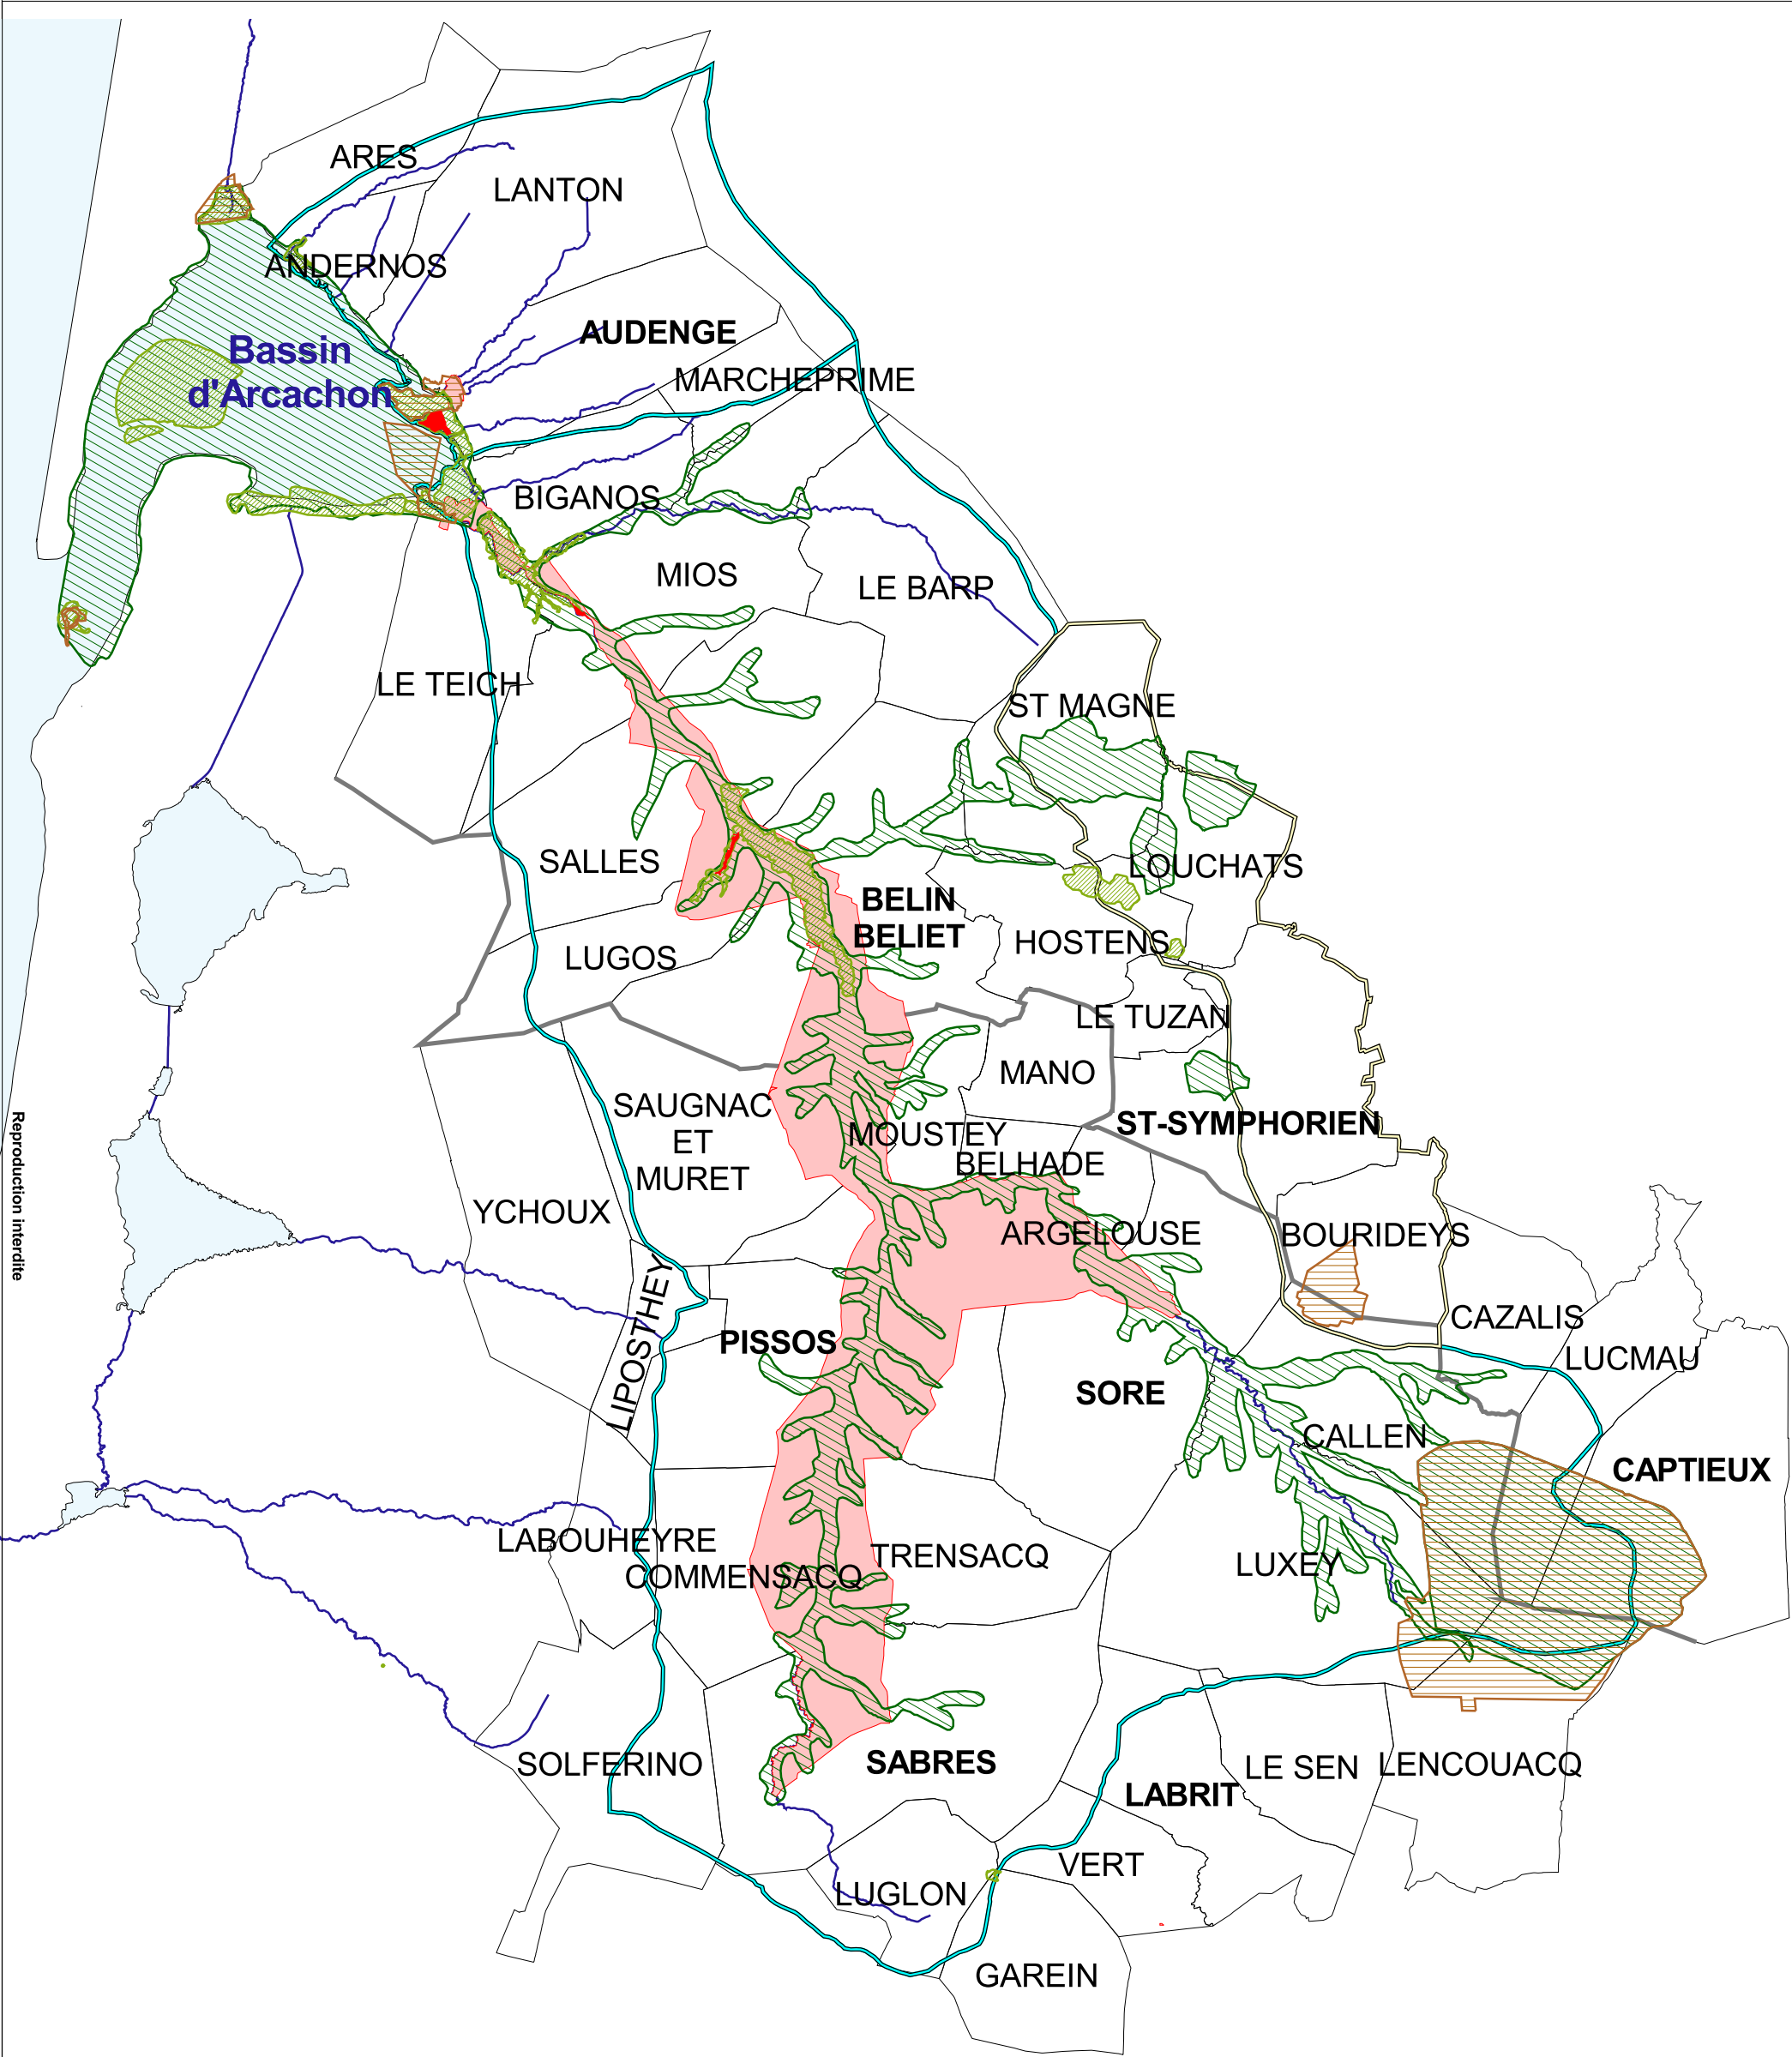 ARES
LANTON
ANDERNOS
AUDENGE
Bassin
d'Arcachon
MARCHEPRIME
BIGANOS
MIOS
LE BARP
LE TEICH
ST MAGNE
SALLES
LOUCHATS
BELIN
BELIET
HOSTENS
LUGOS
LE TUZAN
MANO
SAUGNAC
ET
MURET
ST-SYMPHORIEN
MOUSTEY
BELHADE
YCHOUX
ARGELOUSE
BOURIDEYS
Reproduction interdite
LIPOSTHEY
PISSOS
CAZALIS
LUCMAU
SORE
CALLEN
CAPTIEUX
LABOUHEYRE
COMMENSACQ
TRENSACQ
LUXEY
SOLFERINO
SABRES
LE SEN
LENCOUACQ
LABRIT
VERT
LUGLON
GAREIN